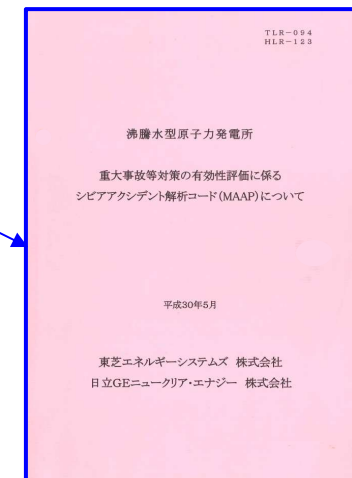 TLR-094
HLR-123
沸騰水型原子力発電所
重大事故等対策の有効性評価に係る
シビアアクシデント解析コード(MAAP)について
平成30年5月
東芝エネルギーシステムズ 株式会社
日立GEニュークリア・エナジー 株式会社